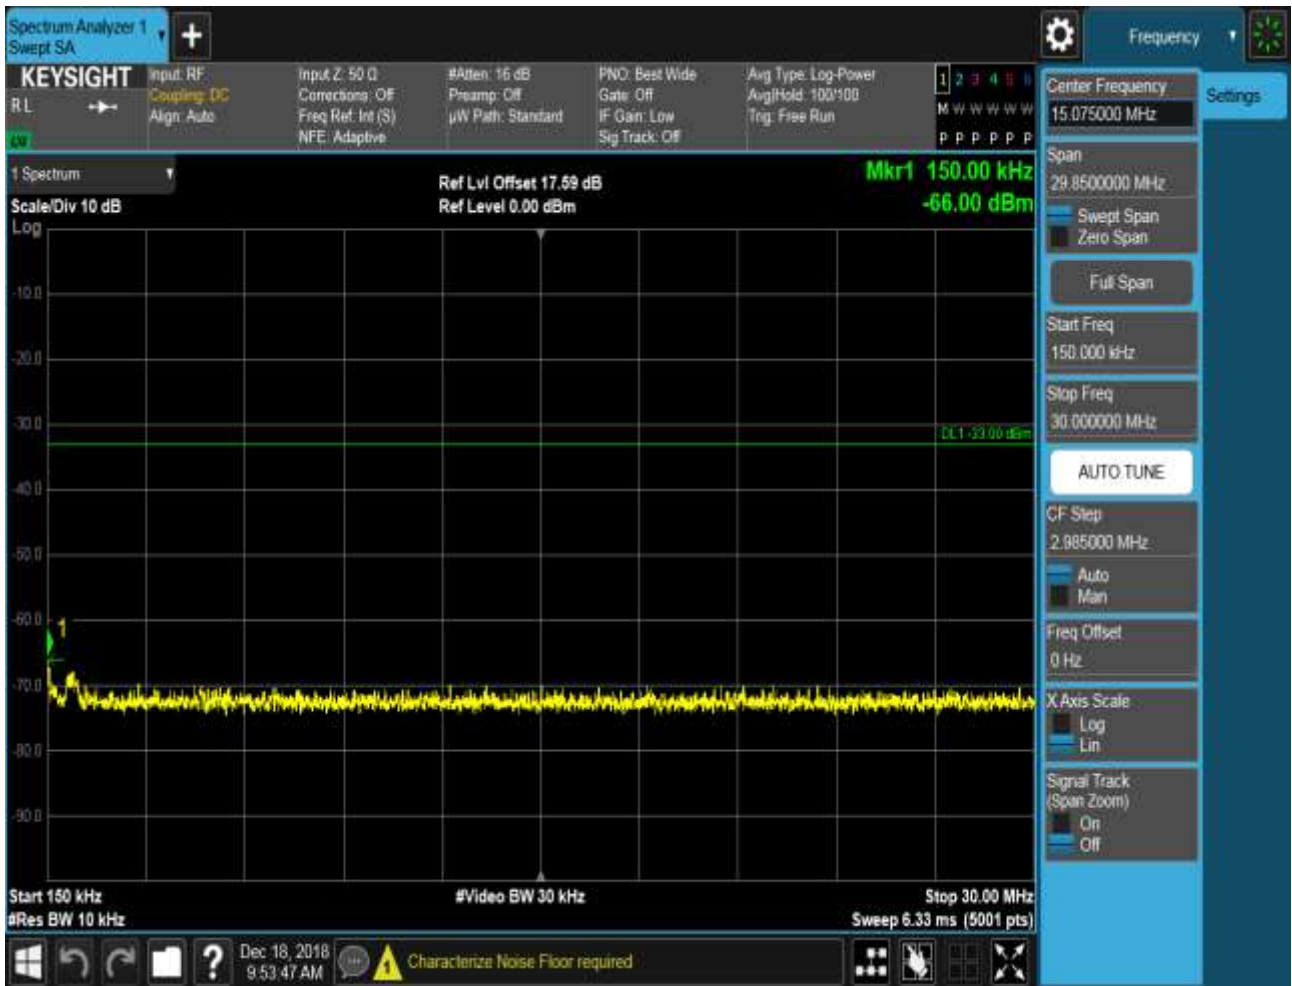 Spectrum Analyzer 1
Swept SA
Frequency
KEYSIGHT
R L
Input: RF
Coupling: DC
Align: Auto
Input Z: 50 Ω
Corrections: Off
Freq Ref: Int (S)
NFE: Adaptive
#Atten: 16 dB
Preamp: Off
µW Path: Standard
PNO: Best Wide
Gate: Off
IF Gain: Low
Sig Track: Off
Avg Type: Log-Power
Avg|Hold: 100/100
Trig: Free Run
1 2 3 4 5 6
M W W W W W
P P P P P P
1 Spectrum
Scale/Div 10 dB
Ref Lvl Offset 17.59 dB
Ref Level 0.00 dBm
Mkr1 150.00 kHz
-66.00 dBm
Log
-10.0
-20.0
-30.0
DL1 -33.00 dBm
-40.0
-50.0
-60.0
1
-70.0
-80.0
-90.0
Start 150 kHz
#Video BW 30 kHz
Stop 30.00 MHz
#Res BW 10 kHz
Sweep 6.33 ms (5001 pts)
Dec 18, 2018
9:53:47 AM
Characterize Noise Floor required
Center Frequency
15.075000 MHz
Settings
Span
29.8500000 MHz
Swept Span
Zero Span
Full Span
Start Freq
150.000 kHz
Stop Freq
30.000000 MHz
AUTO TUNE
CF Step
2.985000 MHz
Auto
Man
Freq Offset
0 Hz
X Axis Scale
Log
Lin
Signal Track
(Span Zoom)
On
Off